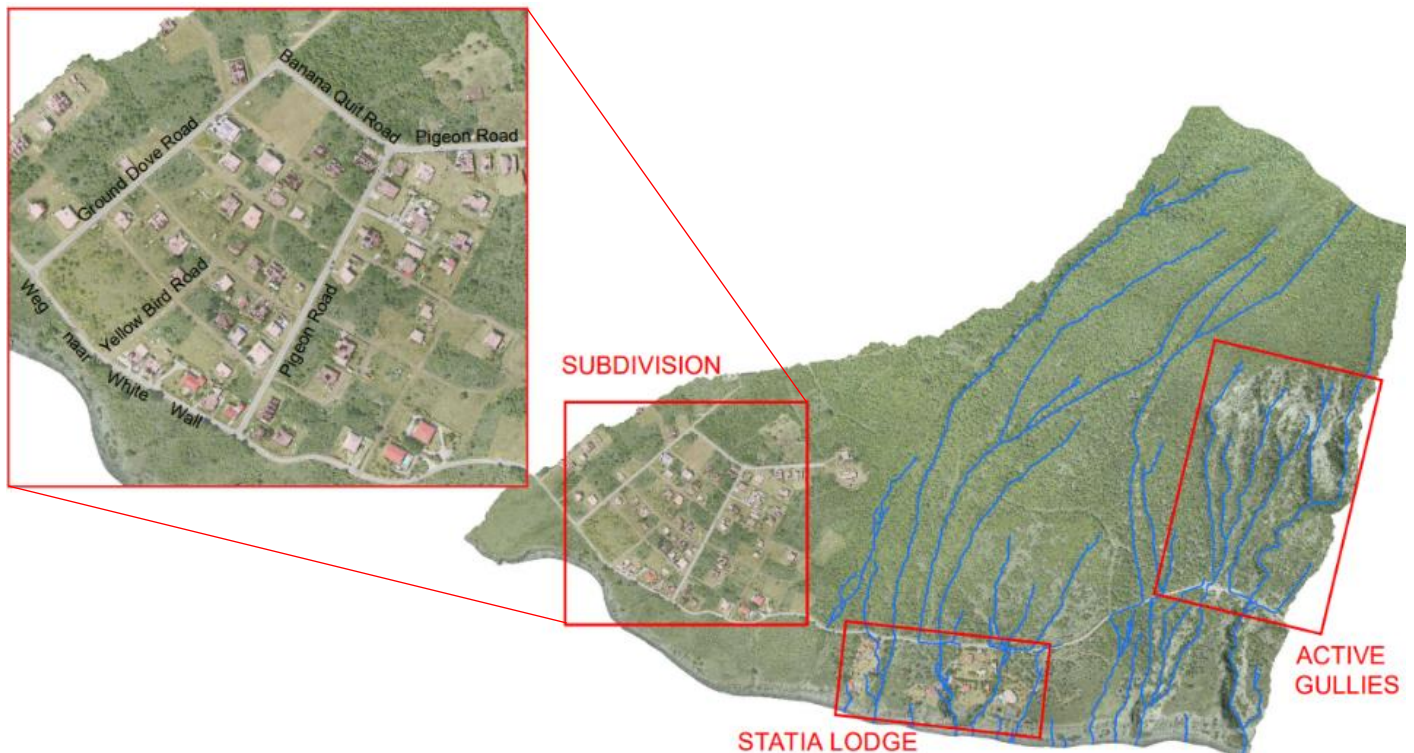 Banana Quit Road
Pigeon Road
Ground Dove Road
Yellow Bird Road
Pigeon Road
Weg naar White Wall
SUBDIVISION
ACTIVE
GULLIES
STATIA LODGE